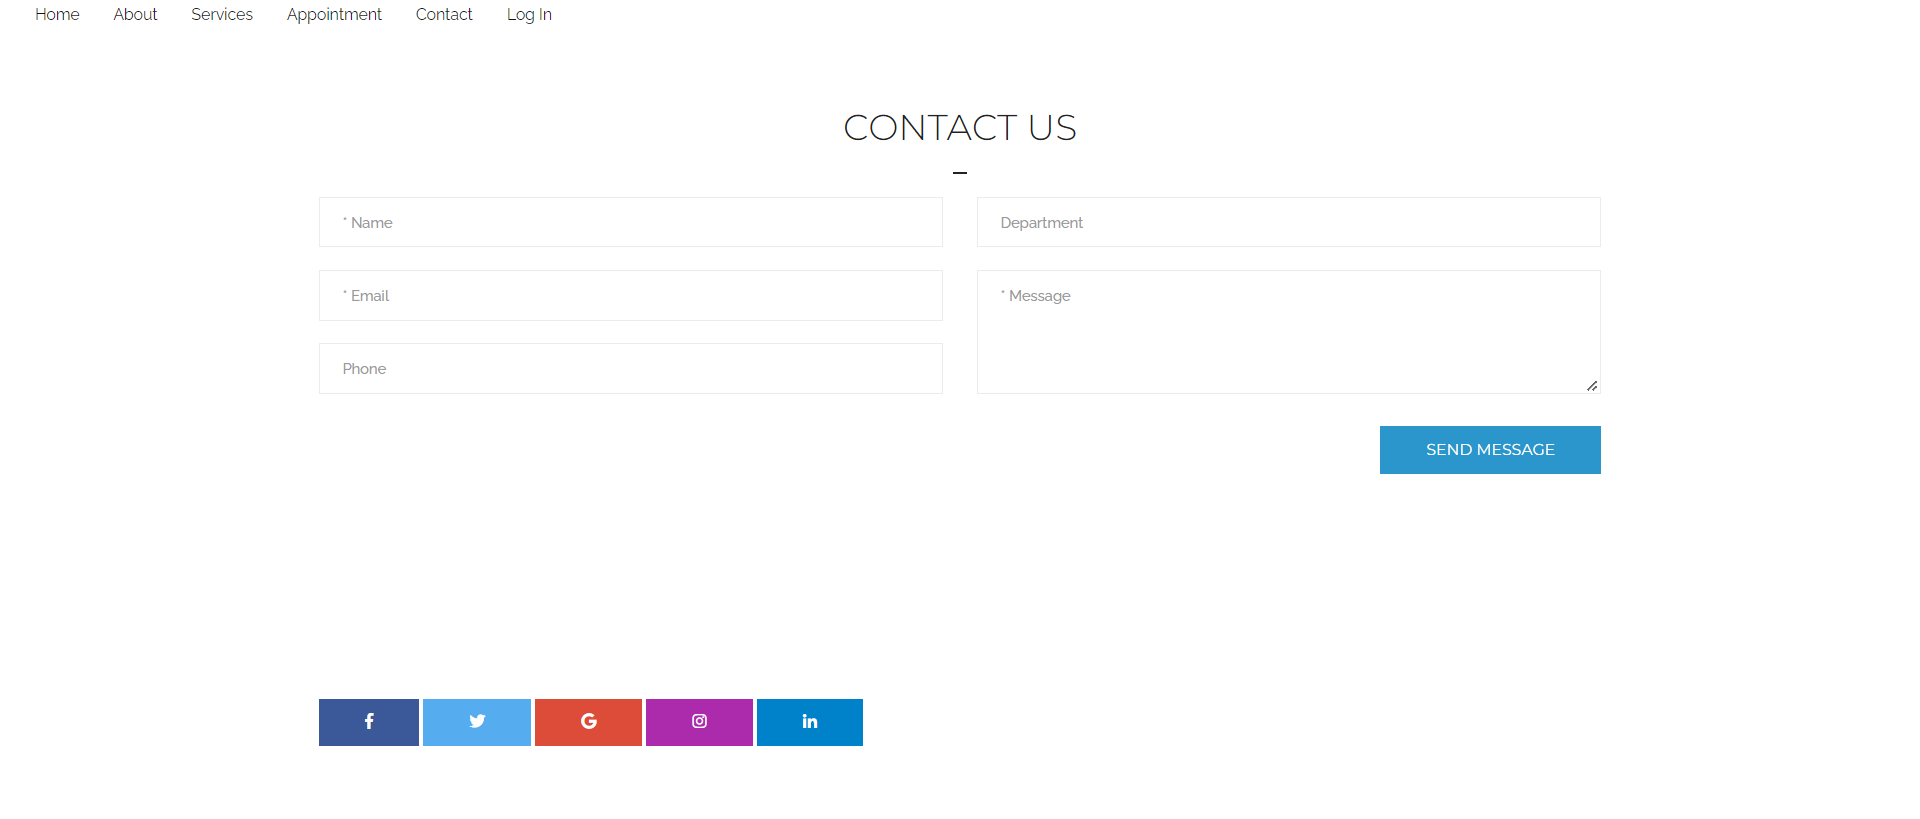 Home About Services Appointment Contact Log In
CONTACT US
* Name
Department
* Email
* Message
Phone
SEND MESSAGE